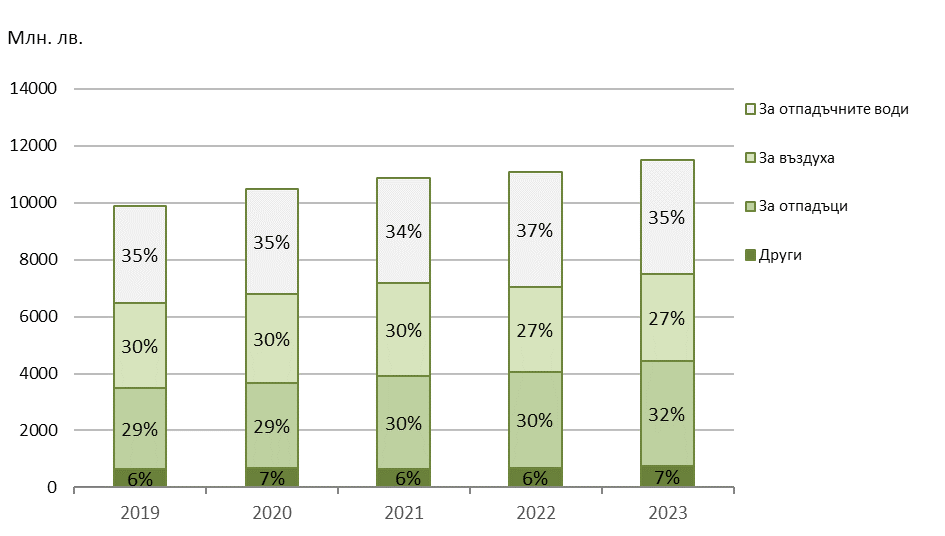 Млн. лв.
14000
12000
10000
8000
6000
4000
2000
0
35% 35% 34% 37% 35%
30% 30% 30% 27% 27%
29% 29% 30% 30% 32%
6% 7% 6% 6% 7%
2019 2020 2021 2022 2023
За отпадъчните води
За въздуха
За отпадъци
Други